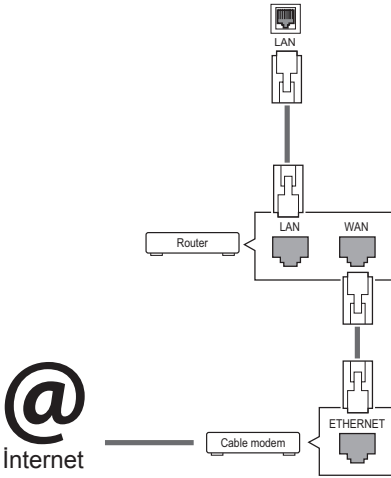 LAN
LAN WAN
Router
ETHERNET
Cable modem
@
İnternet